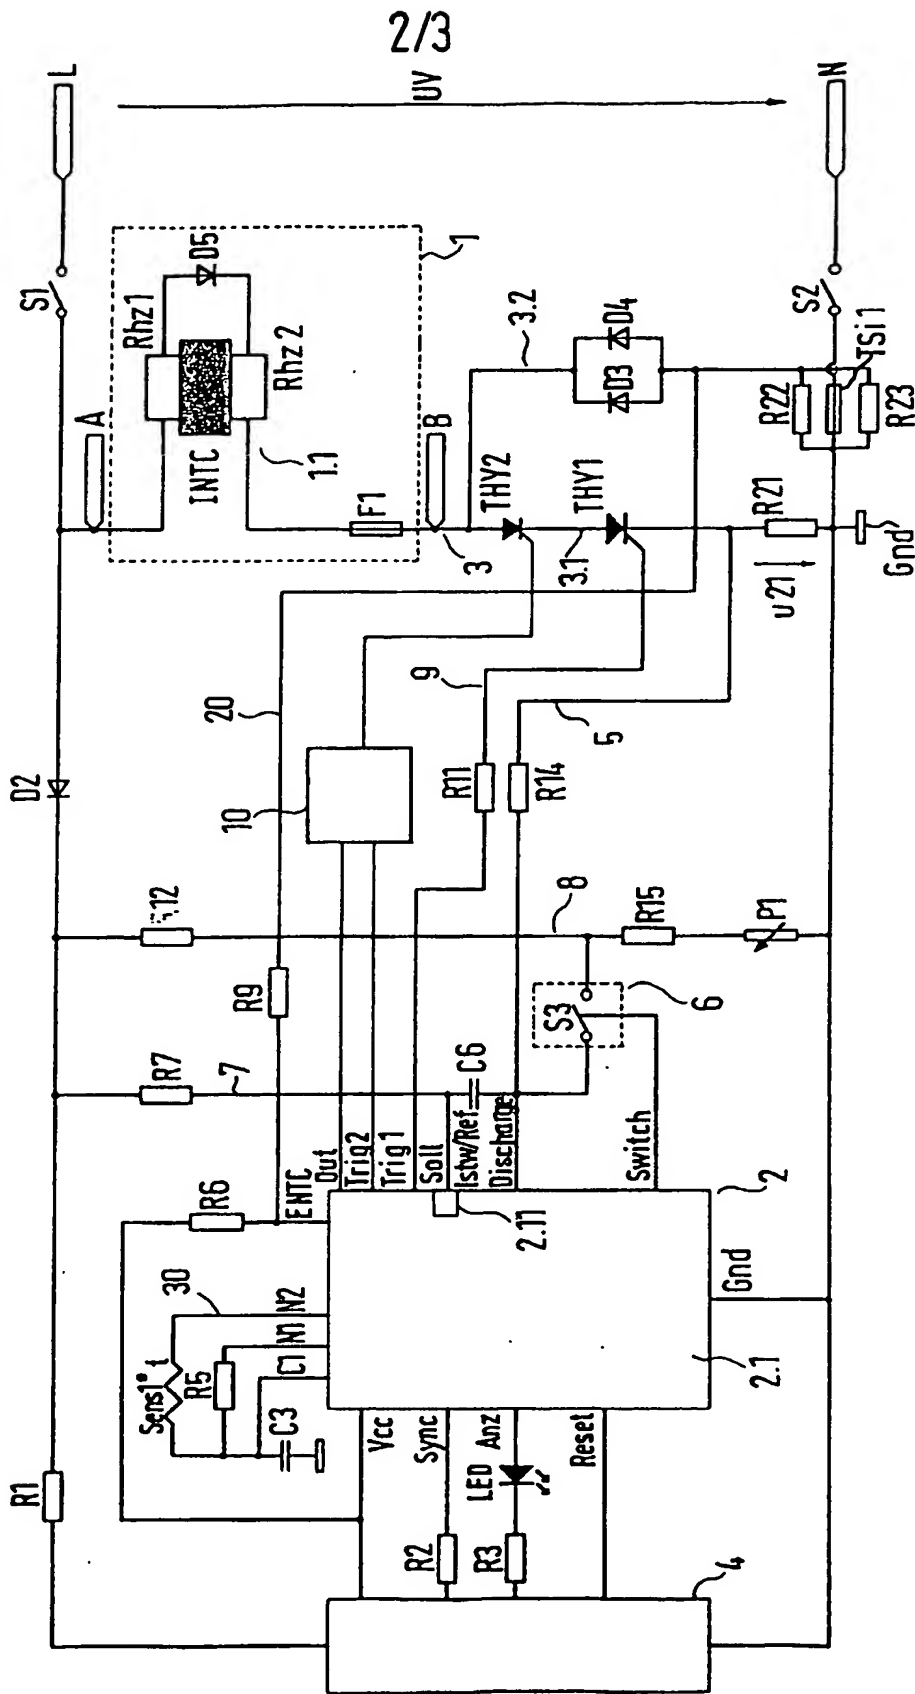 2/3
L
UV
N
S1
S2
A
Rhz1
D5
INTC
Rhz2
1
1.1
F1
B
3
3.2
D3
D4
THY2
THY1
3.1
R22
TSi1
R23
R21
u21
Gnd
D2
20
10
9
5
R11
R14
R12
8
R15
P1
R9
R7
7
C6
S3
6
R6
ENTC
Out
Trig2
Trig1
Soll
Istw/Ref
Discharge
Switch
2.11
2
30
Sens1*t
R5
C3
C1
N1
N2
Gnd
2.1
R1
Vcc
Sync
Anz
Reset
LED
R2
R3
4